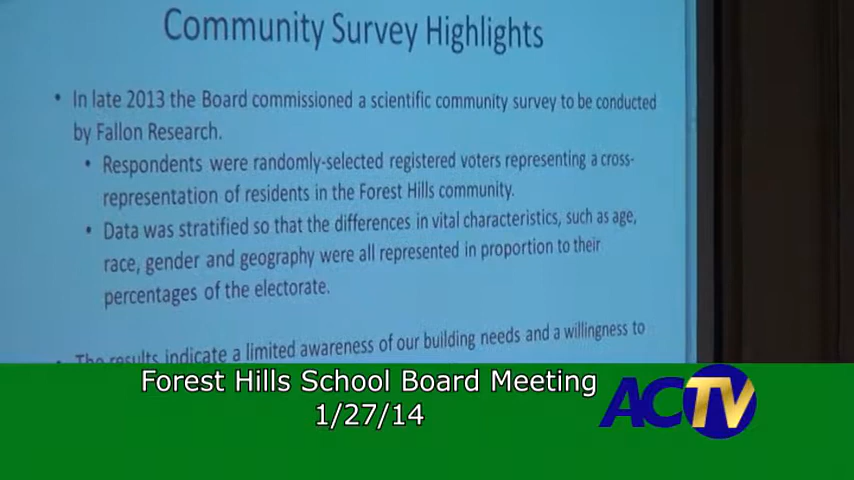 Community Survey Highlights
• In late 2013 the Board commissioned a scientific community survey to be conducted
by Fallon Research.
• Respondents were randomly-selected registered voters representing a cross-
representation of residents in the Forest Hills community.
• Data was stratified so that the differences in vital characteristics, such as age,
race, gender and geography were all represented in proportion to their
percentages of the electorate.
• The results indicate a limited awareness of our building needs and a willingness to
Forest Hills School Board Meeting
1/27/14
ACTV